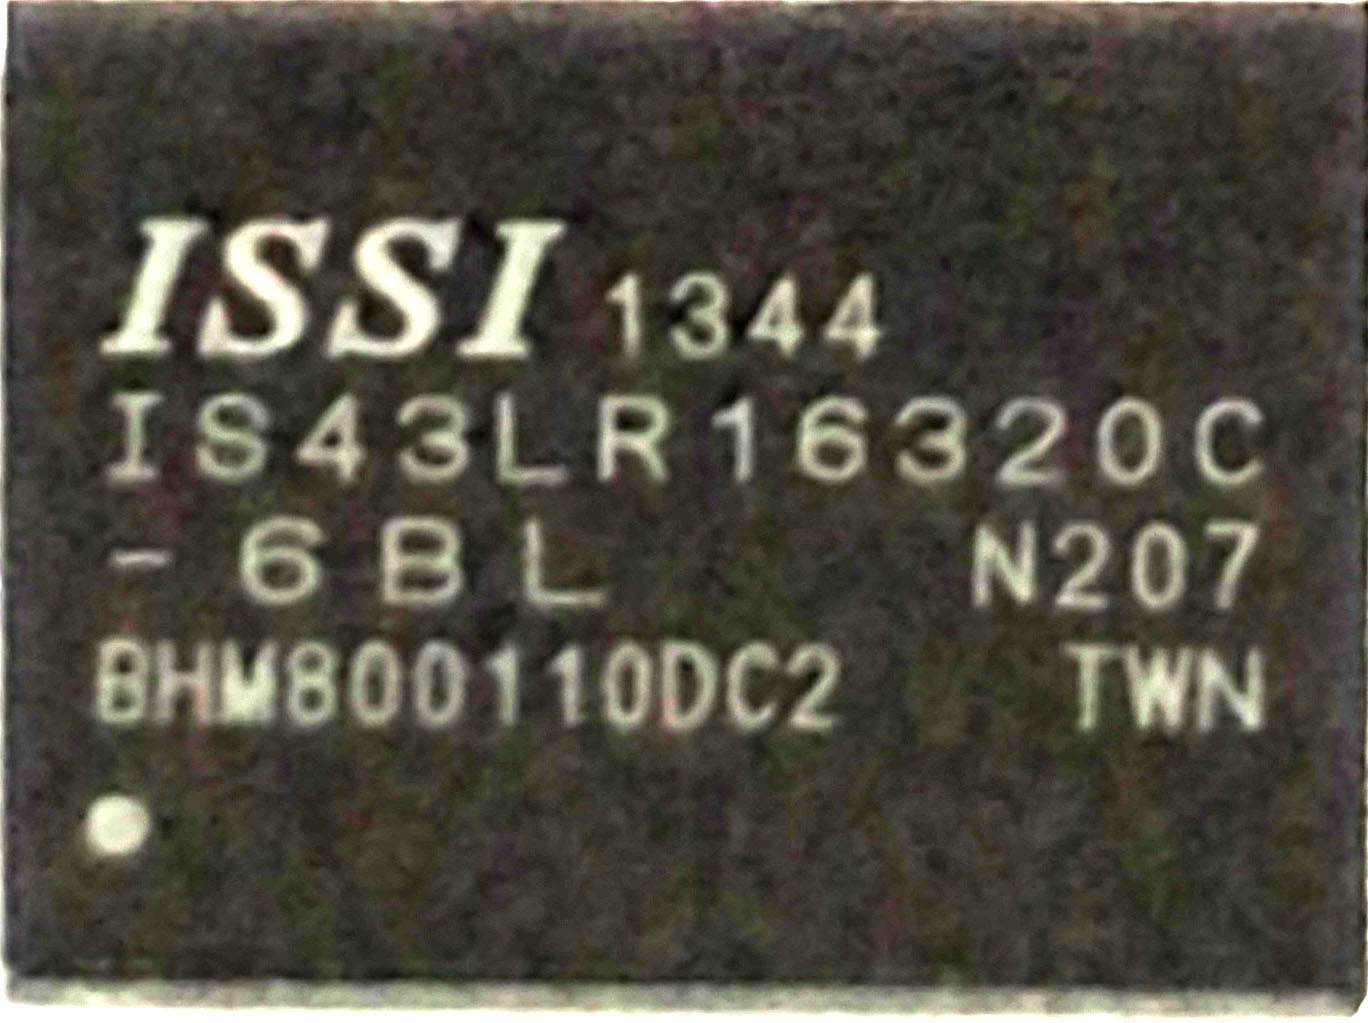 ISSI 1344
IS43LR16320C
-6BL N207
BHM800110DC2 TWN